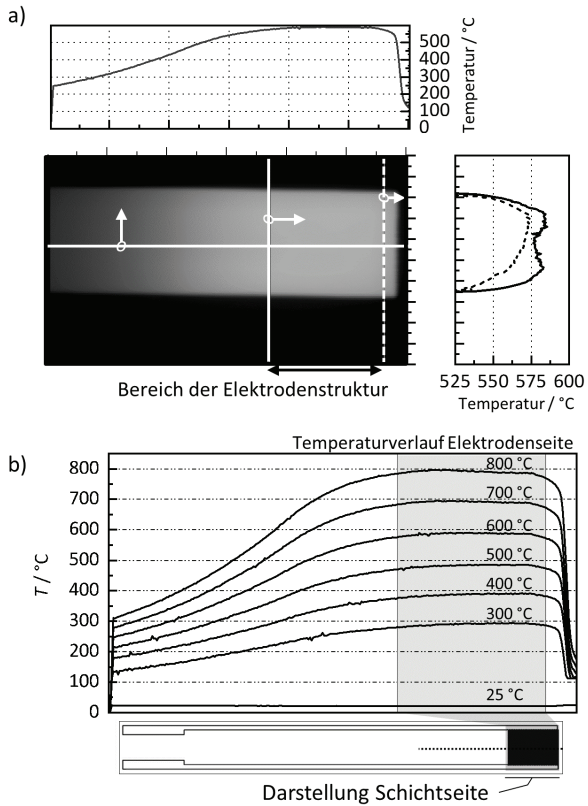 a)
500
400
300
200
100
0
Temperatur / °C
525 550 575 600
Temperatur / °C
Bereich der Elektrodenstruktur
b)
Temperaturverlauf Elektrodenseite
800
700
600
500
400
300
200
100
0
T / °C
800 °C
700 °C
600 °C
500 °C
400 °C
300 °C
25 °C
Darstellung Schichtseite